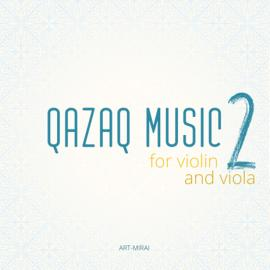 QAZAQ MUSIC 2
for violin
and viola
ART-MIRAI